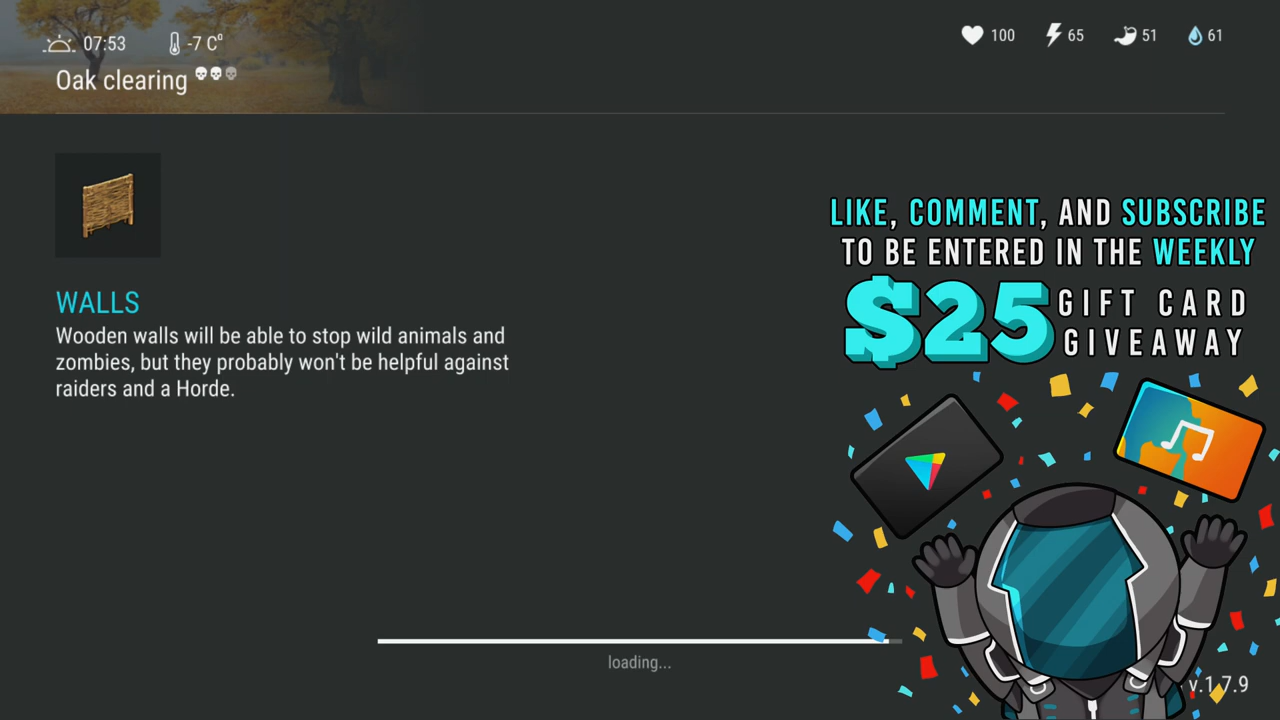 07:53 -7 C°
100 65 51 61
Oak clearing
LIKE, COMMENT, AND SUBSCRIBE
TO BE ENTERED IN THE WEEKLY
$25 GIFT CARD
GIVEAWAY
WALLS
Wooden walls will be able to stop wild animals and
zombies, but they probably won't be helpful against
raiders and a Horde.
loading...
v.1.7.9